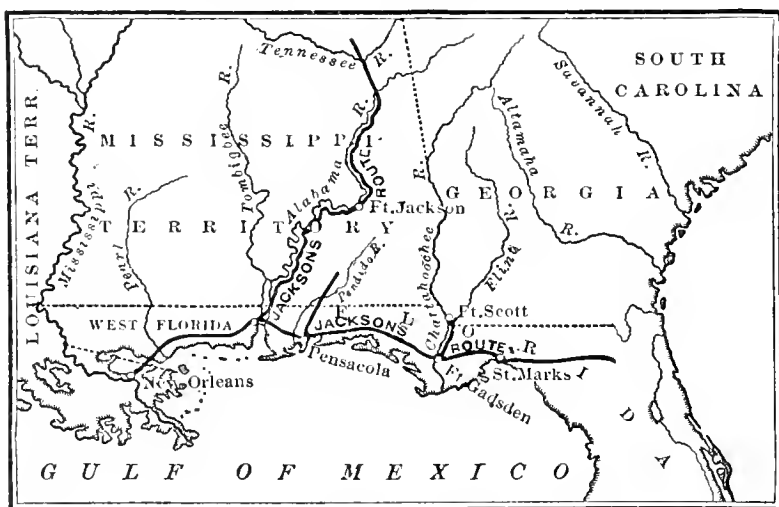 Tennessee R.
SOUTH
CAROLINA
Savannah R.
Altamaha R.
LOUISIANA TERR.
Mississippi R.
MISSISSIPPI
TERRITORY
Pearl R.
Tombigbee R.
Alabama R.
JACKSONS ROUTE
Ft. Jackson
GEORGIA
Chattahoochee R.
Flint R.
Perdido R.
WEST FLORIDA
FLORIDA
JACKSONS ROUTE
Ft. Scott
New Orleans
Pensacola
Ft. Gadsden
St. Marks
GULF OF MEXICO